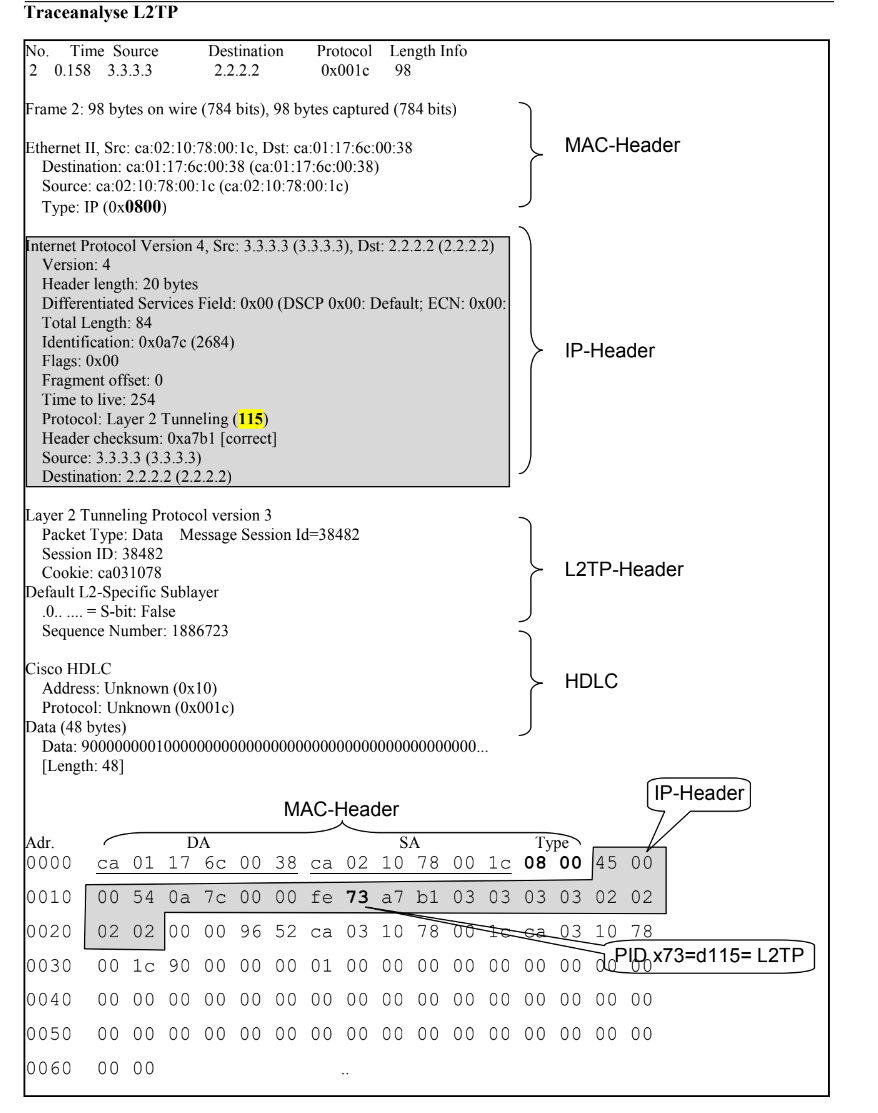 Traceanalyse L2TP
No. Time Source Destination Protocol Length Info
2 0.158 3.3.3.3 2.2.2.2 0x001c 98
Frame 2: 98 bytes on wire (784 bits), 98 bytes captured (784 bits)
Ethernet II, Src: ca:02:10:78:00:1c, Dst: ca:01:17:6c:00:38
Destination: ca:01:17:6c:00:38 (ca:01:17:6c:00:38)
Source: ca:02:10:78:00:1c (ca:02:10:78:00:1c)
Type: IP (0x0800)
MAC-Header
Internet Protocol Version 4, Src: 3.3.3.3 (3.3.3.3), Dst: 2.2.2.2 (2.2.2.2)
Version: 4
Header length: 20 bytes
Differentiated Services Field: 0x00 (DSCP 0x00: Default; ECN: 0x00:
Total Length: 84
Identification: 0x0a7c (2684)
Flags: 0x00
Fragment offset: 0
Time to live: 254
Protocol: Layer 2 Tunneling (115)
Header checksum: 0xa7b1 [correct]
Source: 3.3.3.3 (3.3.3.3)
Destination: 2.2.2.2 (2.2.2.2)
IP-Header
Layer 2 Tunneling Protocol version 3
Packet Type: Data Message Session Id=38482
Session ID: 38482
Cookie: ca031078
Default L2-Specific Sublayer
.0.. .... = S-bit: False
Sequence Number: 1886723
L2TP-Header
Cisco HDLC
Address: Unknown (0x10)
Protocol: Unknown (0x001c)
Data (48 bytes)
Data: 900000000100000000000000000000000000000000000000...
[Length: 48]
HDLC
IP-Header
MAC-Header
Adr. DA SA Type
0000 ca 01 17 6c 00 38 ca 02 10 78 00 1c 08 00 45 00
0010 00 54 0a 7c 00 00 fe 73 a7 b1 03 03 03 03 02 02
0020 02 02 00 00 96 52 ca 03 10 78 00 1c ca 03 10 78
PID x73=d115= L2TP
0030 00 1c 90 00 00 00 01 00 00 00 00 00 00 00 00 00
0040 00 00 00 00 00 00 00 00 00 00 00 00 00 00 00 00
0050 00 00 00 00 00 00 00 00 00 00 00 00 00 00 00 00
0060 00 00 ..